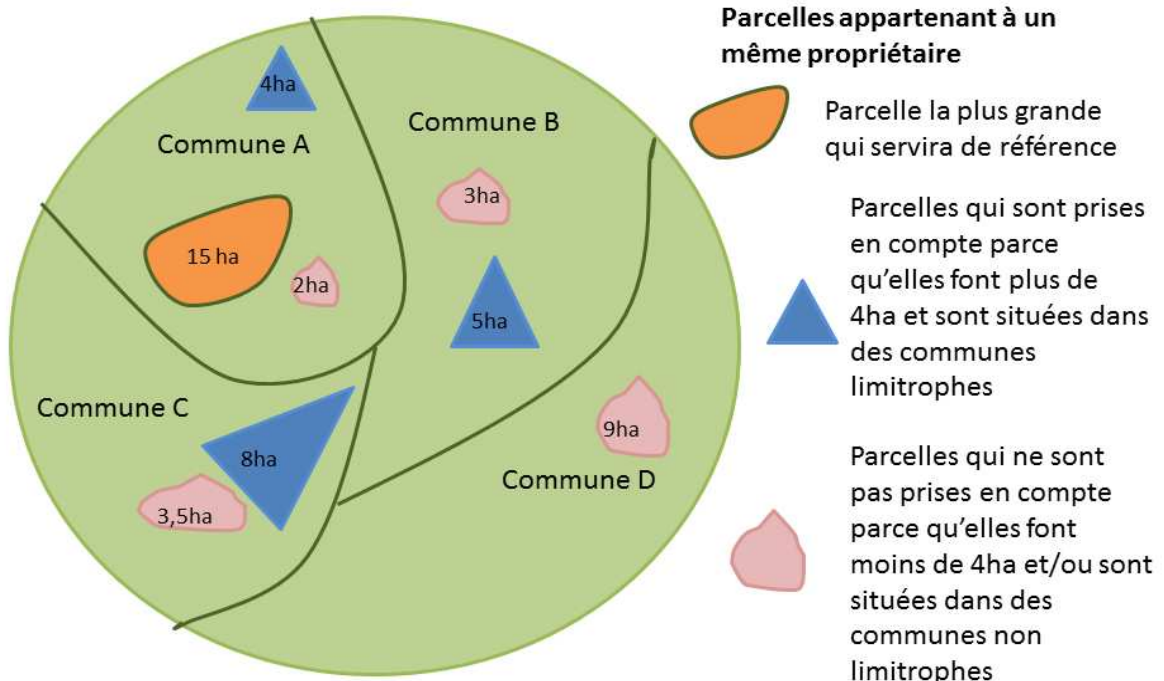 Parcelles appartenant à un
même propriétaire
4ha
Commune A
Commune B
Parcelle la plus grande
qui servira de référence
3ha
15 ha
2ha
5ha
Parcelles qui sont prises
en compte parce
qu'elles font plus de
4ha et sont situées dans
des communes
limitrophes
Commune C
8ha
3,5ha
9ha
Commune D
Parcelles qui ne sont
pas prises en compte
parce qu'elles font
moins de 4ha et/ou sont
situées dans des
communes non
limitrophes